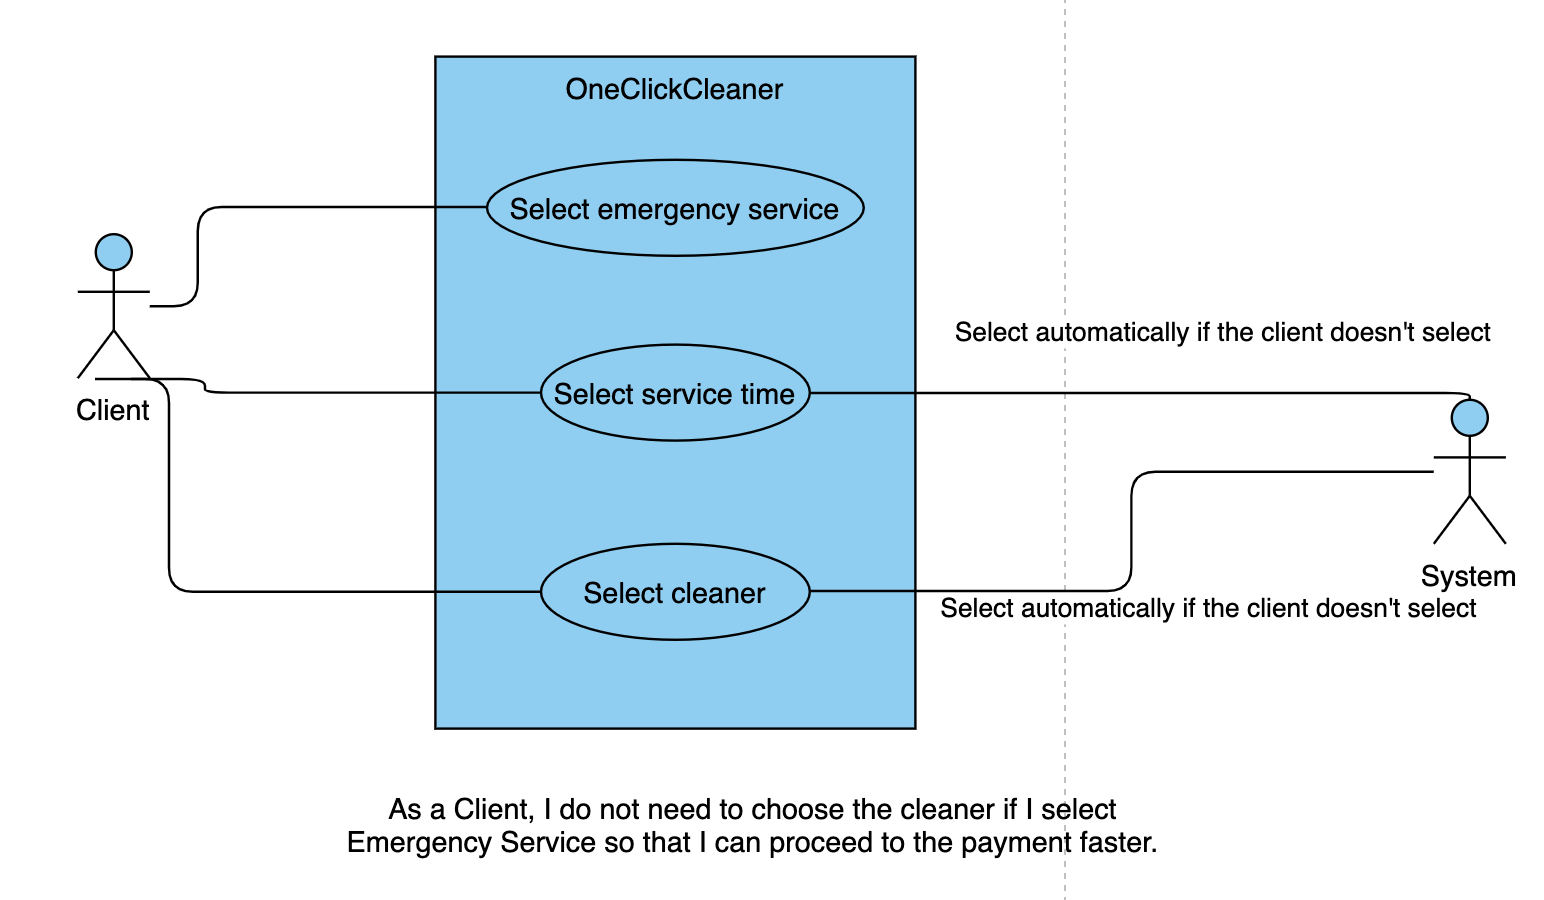 OneClickCleaner
Select emergency service
Select automatically if the client doesn't select
Select service time
Client
Select cleaner
System
Select automatically if the client doesn't select
As a Client, I do not need to choose the cleaner if I select
Emergency Service so that I can proceed to the payment faster.